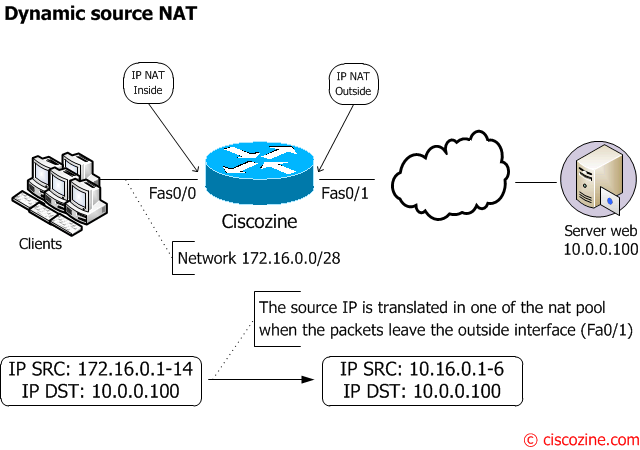 Dynamic source NAT
IP NAT
Inside
IP NAT
Outside
Fas0/0
Fas0/1
Ciscozine
Clients
Server web
10.0.0.100
Network 172.16.0.0/28
The source IP is translated in one of the nat pool
when the packets leave the outside interface (Fa0/1)
IP SRC: 172.16.0.1-14
IP DST: 10.0.0.100
IP SRC: 10.16.0.1-6
IP DST: 10.0.0.100
© ciscozine.com